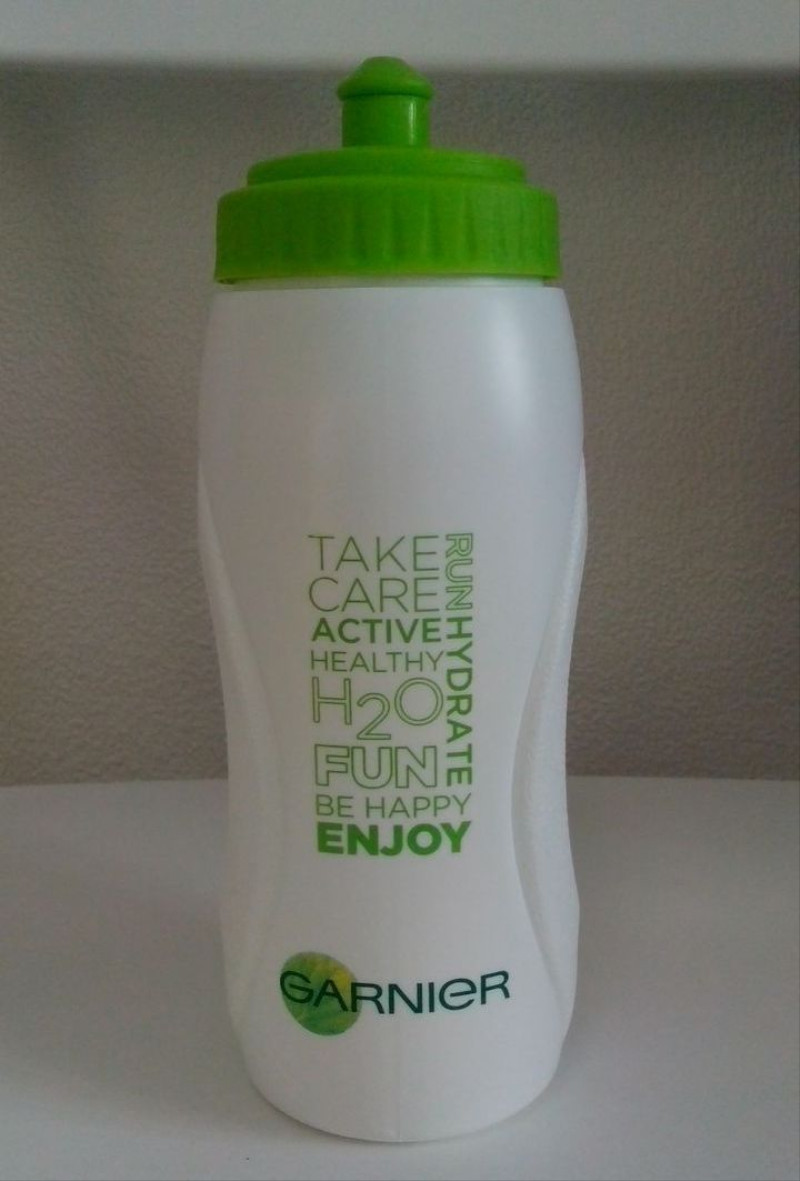 TAKE
CARE
ACTIVE
HEALTHY
H2O
FUN
BE HAPPY
ENJOY
RUN HYDRATE
GARNIER